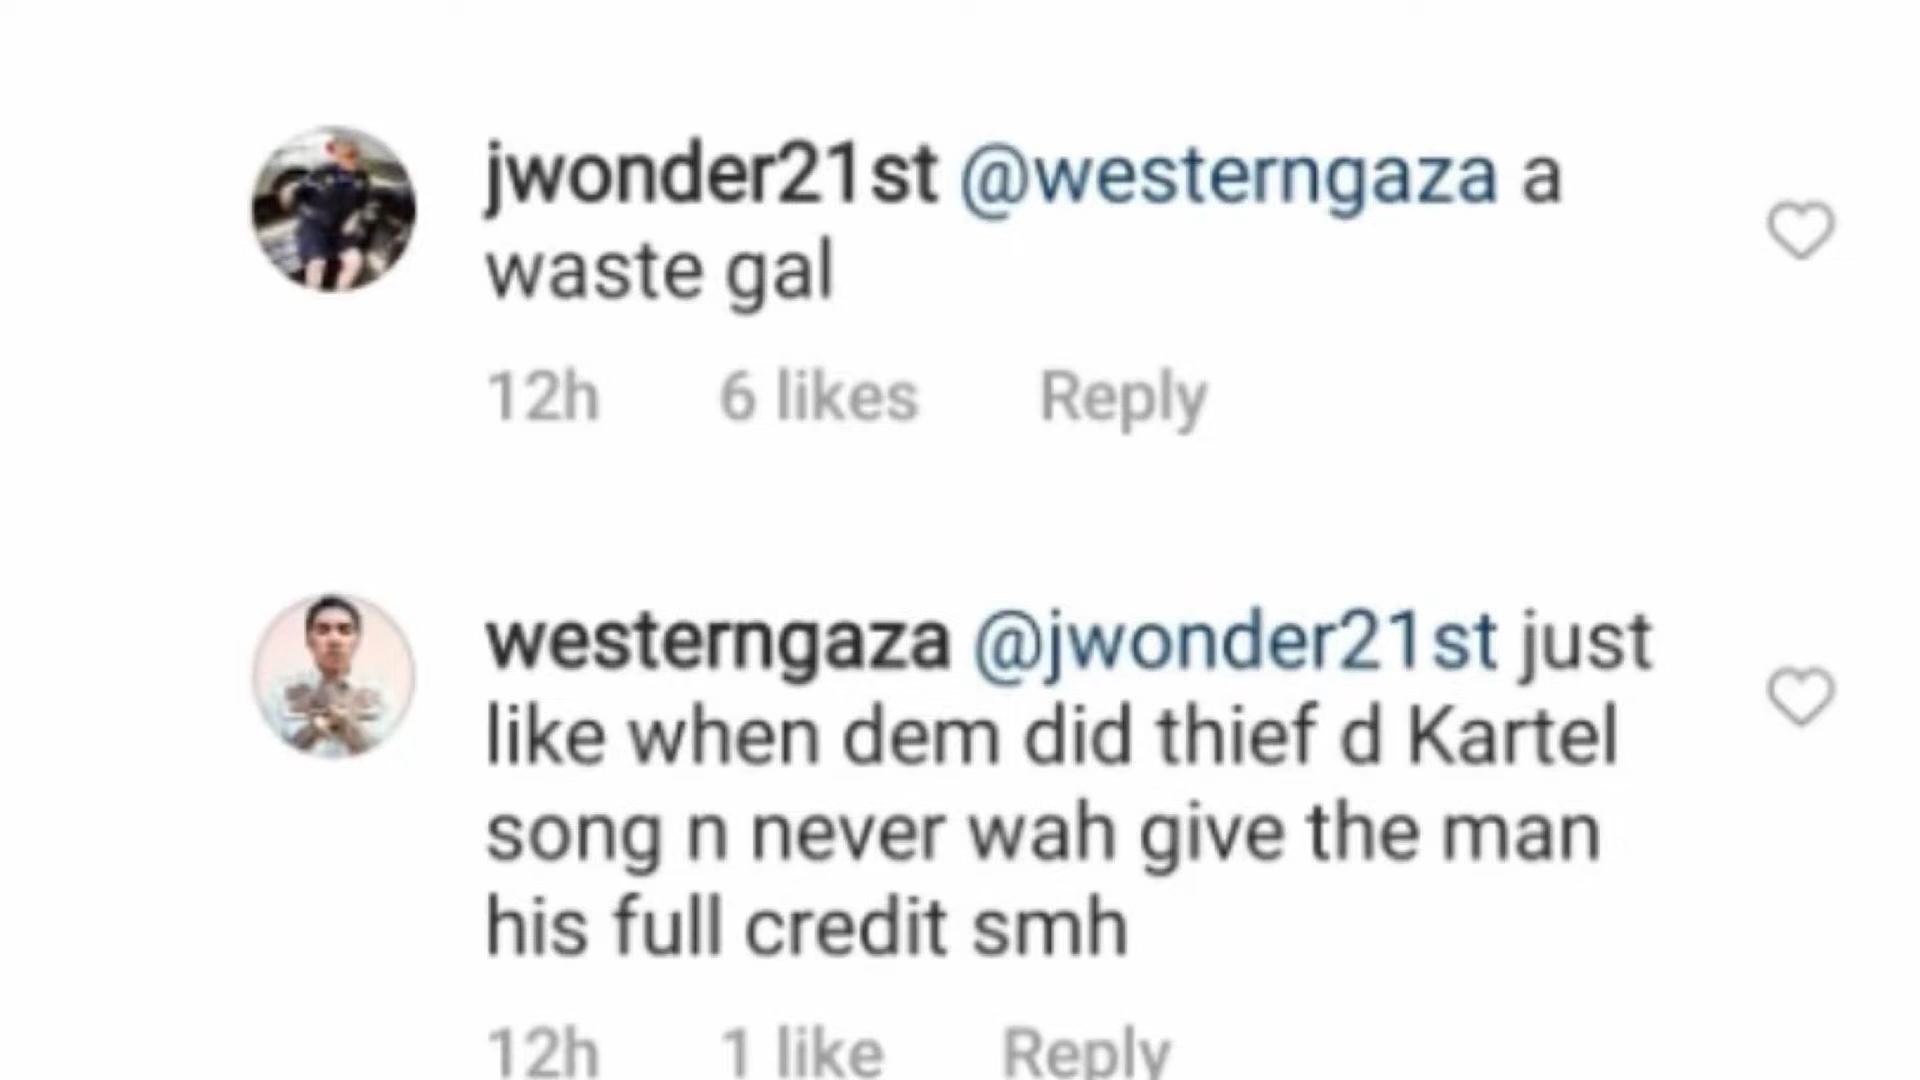 jwonder21st @westerngaza a
waste gal
12h 6 likes Reply
westerngaza @jwonder21st just
like when dem did thief d Kartel
song n never wah give the man
his full credit smh
12h 1 like Reply